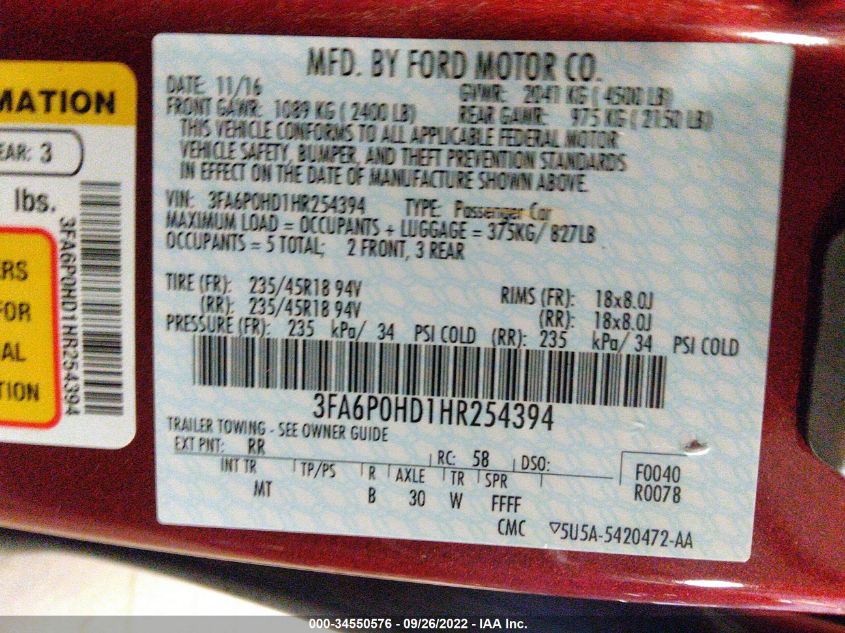 MATION
EAR: 3
lbs.
ERS
FOR
AL
TION
3FA6P0HD1HR254394
MFD. BY FORD MOTOR CO.
DATE: 11/16 GVWR: 2041 KG ( 4500 LB)
FRONT GAWR: 1089 KG ( 2400 LB) REAR GAWR: 975 KG ( 2150 LB)
THIS VEHICLE CONFORMS TO ALL APPLICABLE FEDERAL MOTOR
VEHICLE SAFETY, BUMPER, AND THEFT PREVENTION STANDARDS
IN EFFECT ON THE DATE OF MANUFACTURE SHOWN ABOVE.
VIN: 3FA6P0HD1HR254394 TYPE: Passenger Car
MAXIMUM LOAD = OCCUPANTS + LUGGAGE = 375KG/ 827LB
OCCUPANTS = 5 TOTAL; 2 FRONT, 3 REAR
TIRE (FR): 235/45R18 94V RIMS (FR): 18x8.0J
(RR): 235/45R18 94V (RR): 18x8.0J
PRESSURE (FR): 235 kPa/ 34 PSI COLD (RR): 235 kPa/ 34 PSI COLD
3FA6P0HD1HR254394
TRAILER TOWING - SEE OWNER GUIDE
EXT PNT: RR RC: 58 DSO: F0040
INT TR TP/PS R AXLE TR SPR R0078
MT B 30 W FFFF
CMC ▽5U5A-5420472-AA
000-34550576 - 09/26/2022 - IAA Inc.